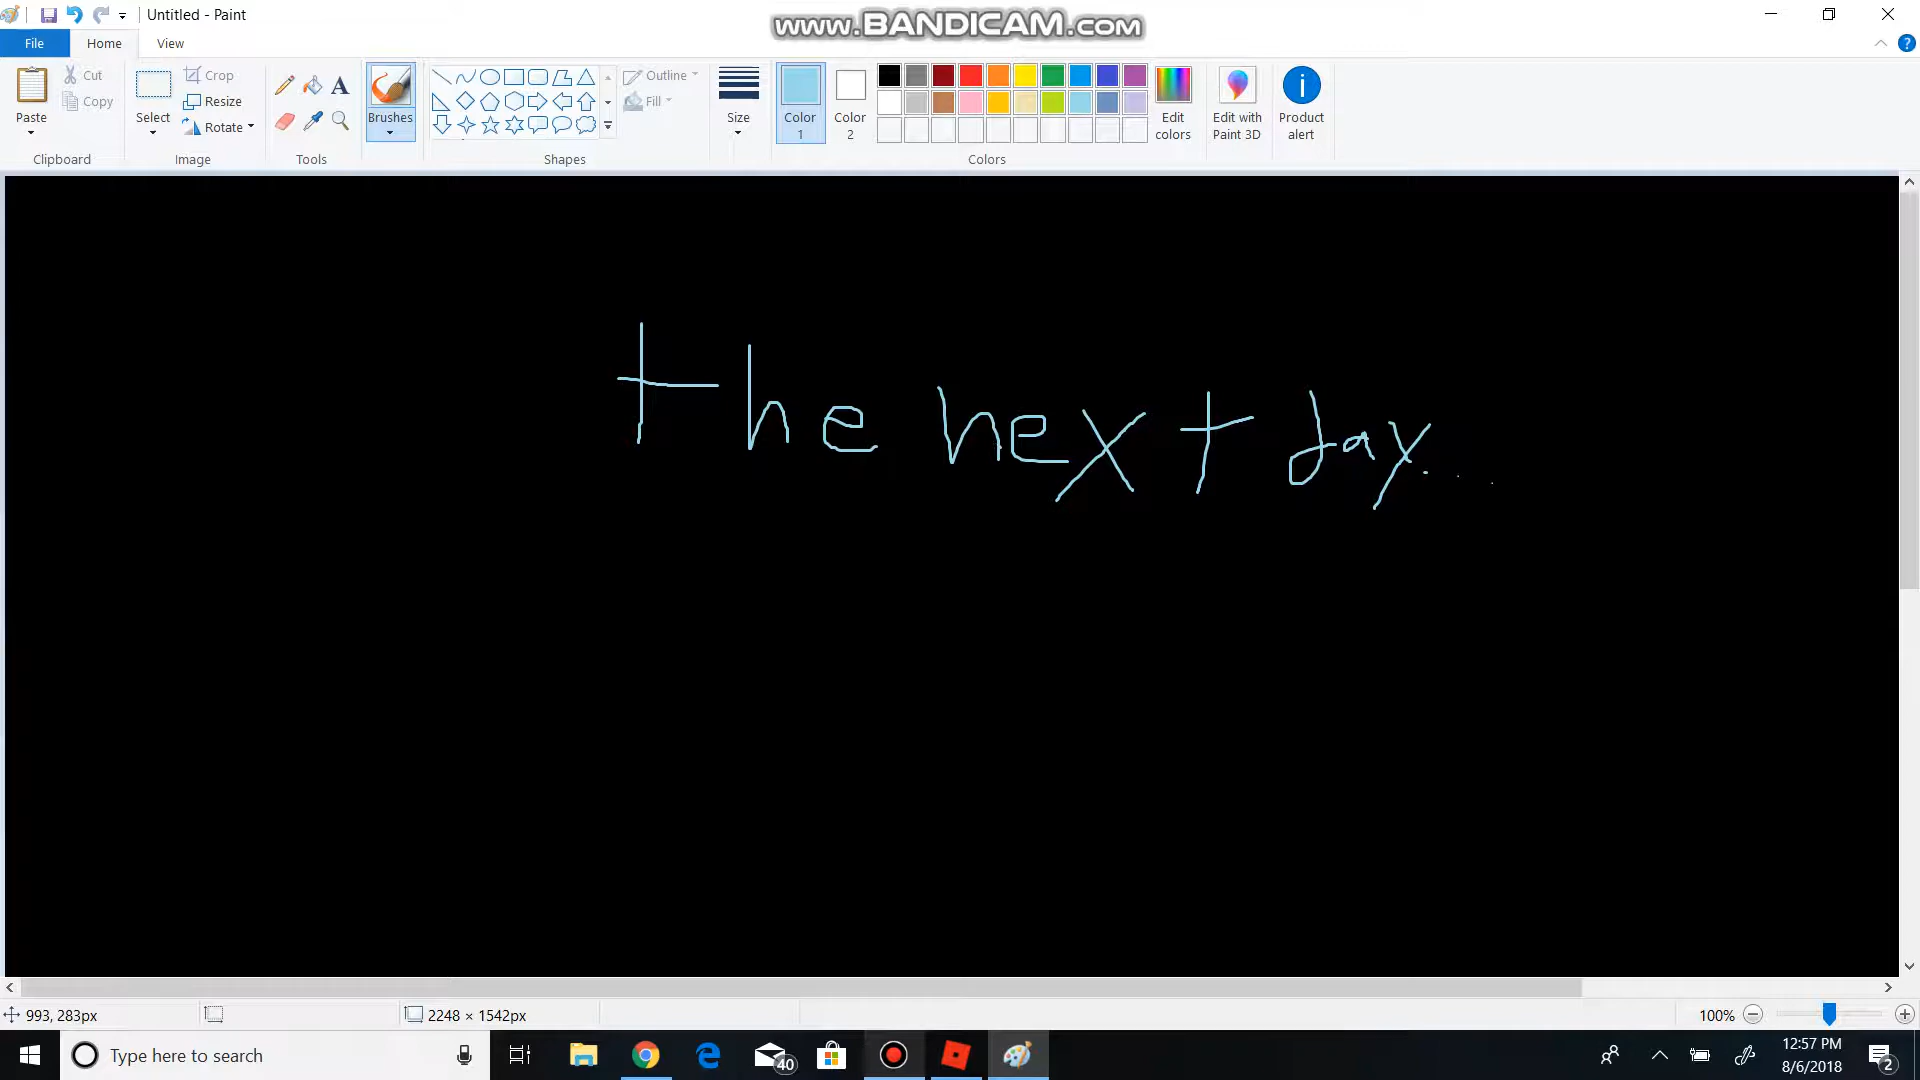 Untitled - Paint
www.BANDICAM.com
File Home View
Paste
Cut
Copy
Clipboard
Select
Crop
Resize
Rotate
Image
Tools
Brushes
Shapes
Outline
Fill
Size
Color 1
Color 2
Colors
Edit colors
Edit with Paint 3D
Product alert
the next day...
993, 283px
2248 × 1542px
100%
Type here to search
40
12:57 PM
8/6/2018
2